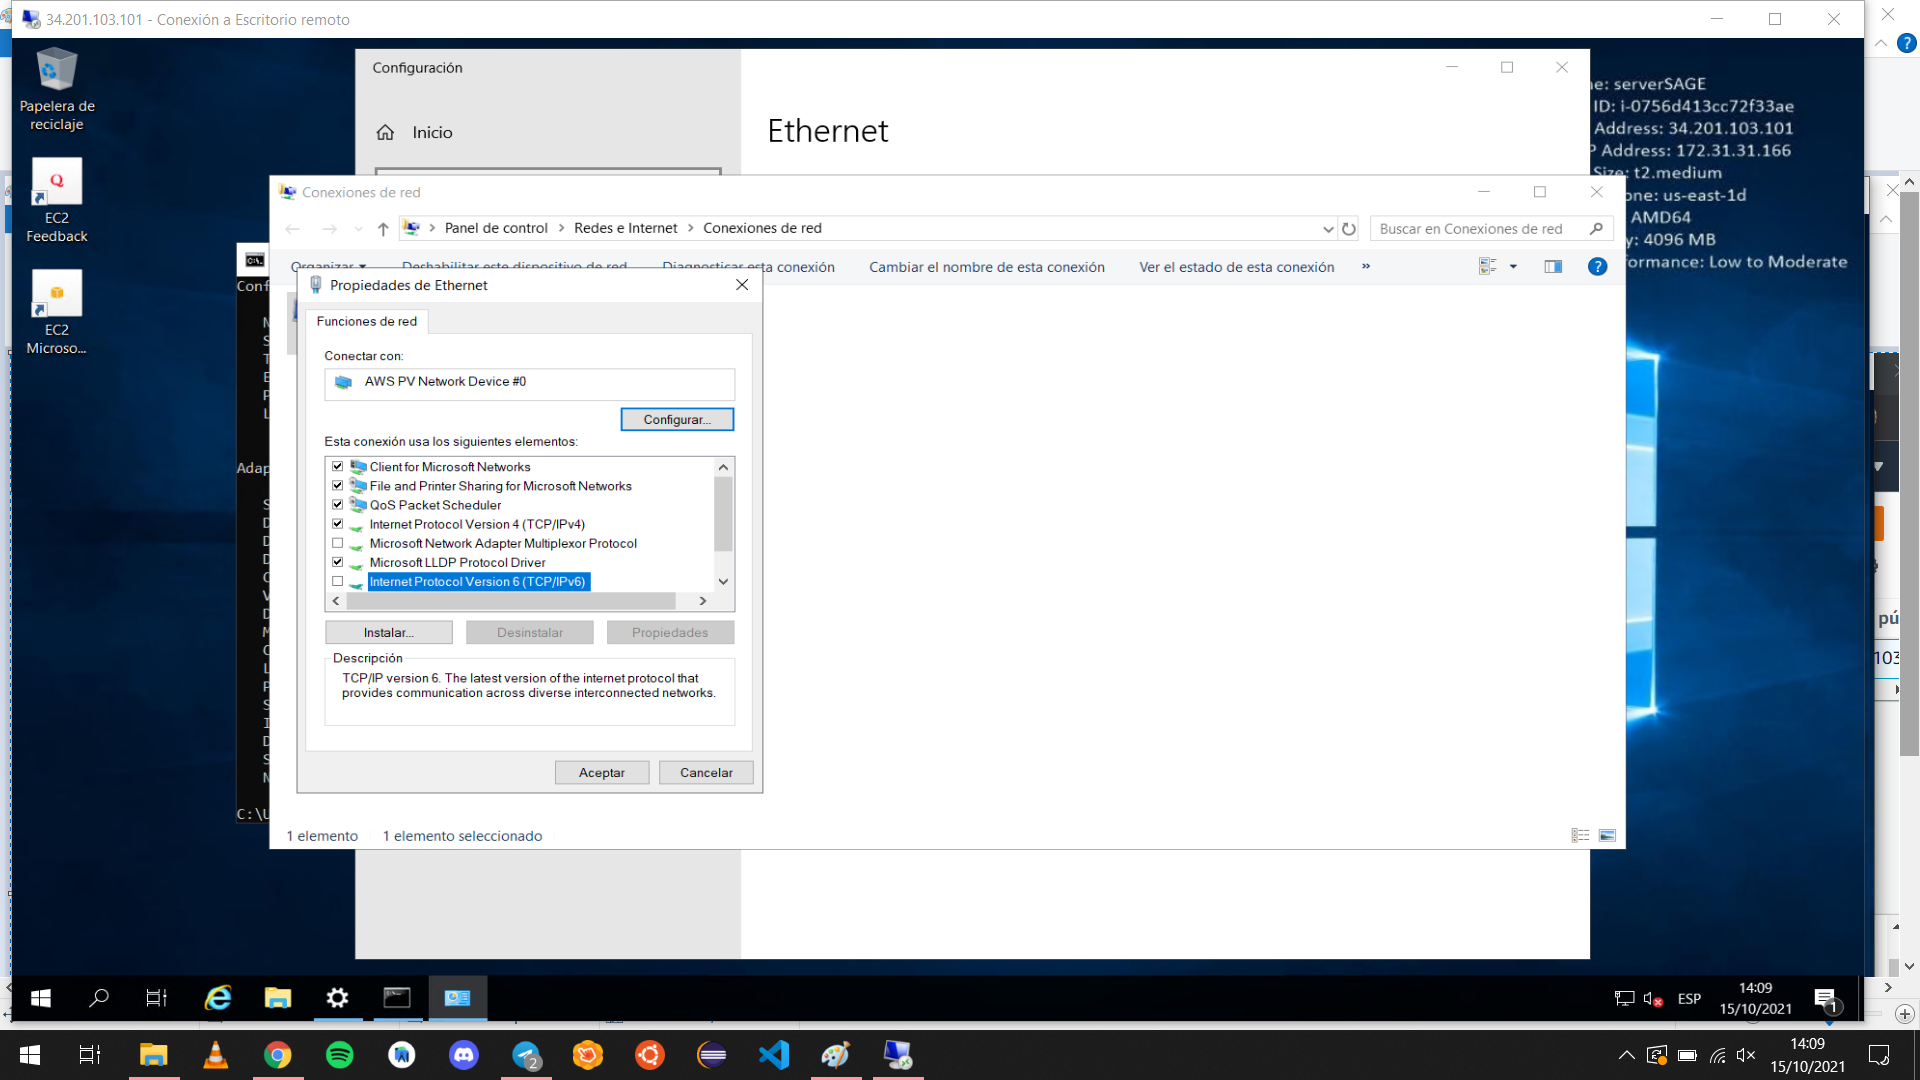 34.201.103.101 - Conexión a Escritorio remoto
Papelera de
reciclaje
EC2
Feedback
EC2
Microso...
Configuración
Inicio
Ethernet
serverSAGE
ID: i-0756d413cc72f33ae
Address: 34.201.103.101
P Address: 172.31.31.166
Size: t2.medium
one: us-east-1d
AMD64
y: 4096 MB
formance: Low to Moderate
Conexiones de red
Panel de control > Redes e Internet > Conexiones de red
Buscar en Conexiones de red
Organizar
Deshabilitar este dispositivo de red
Diagnosticar esta conexión
Cambiar el nombre de esta conexión
Ver el estado de esta conexión
»
Conf
Adap
C:\U
Propiedades de Ethernet
Funciones de red
Conectar con:
AWS PV Network Device #0
Configurar...
Esta conexión usa los siguientes elementos:
Client for Microsoft Networks
File and Printer Sharing for Microsoft Networks
QoS Packet Scheduler
Internet Protocol Version 4 (TCP/IPv4)
Microsoft Network Adapter Multiplexor Protocol
Microsoft LLDP Protocol Driver
Internet Protocol Version 6 (TCP/IPv6)
Instalar...
Desinstalar
Propiedades
Descripción
TCP/IP version 6. The latest version of the internet protocol that
provides communication across diverse interconnected networks.
Aceptar
Cancelar
1 elemento
1 elemento seleccionado
pú
103
ESP
14:09
15/10/2021
1
2
14:09
15/10/2021